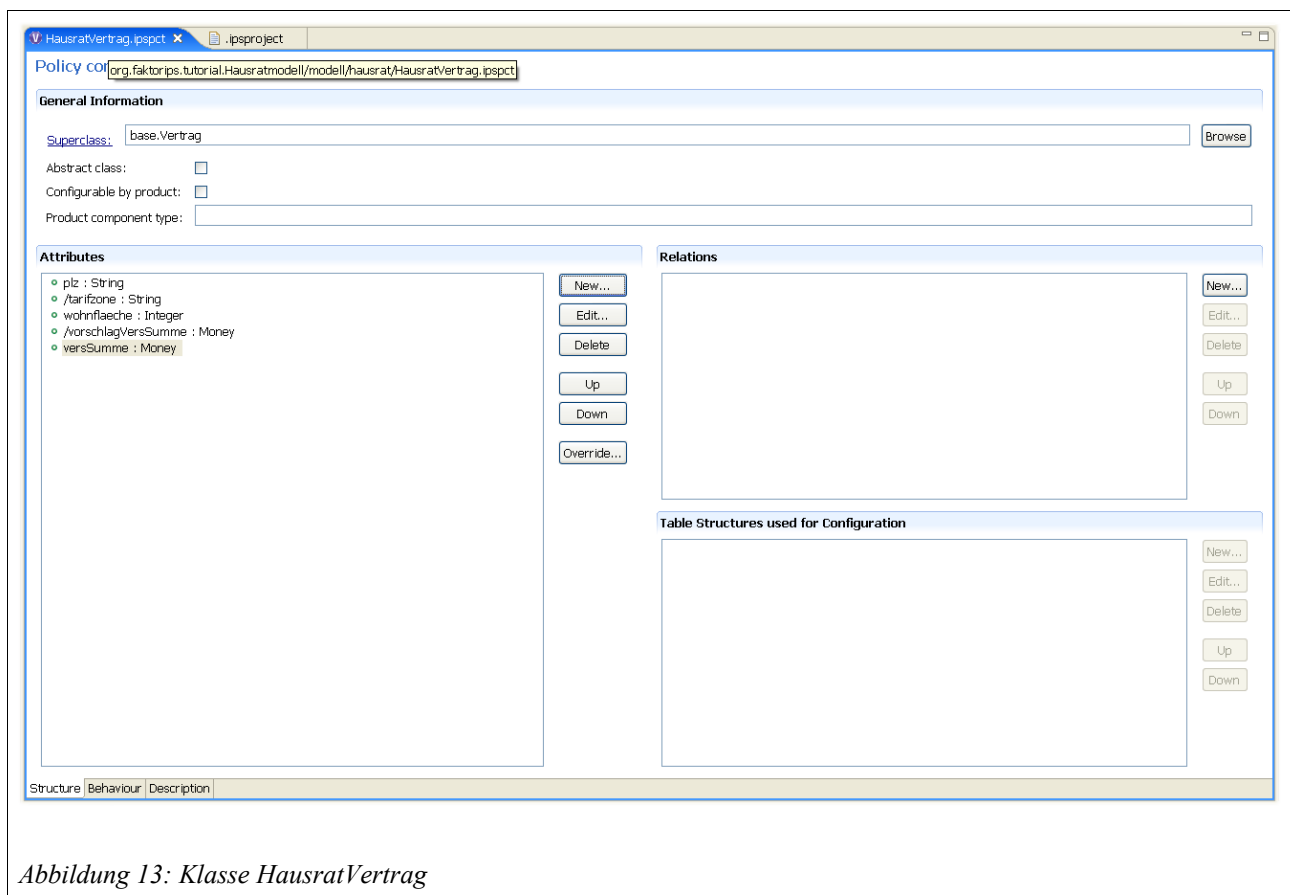 HausratVertrag.ipspct
.ipsproject
Policy
org.faktorips.tutorial.Hausratmodell/modell/hausrat/HausratVertrag.ipspct
General Information
Superclass: base.Vertrag Browse
Abstract class:
Configurable by product:
Product component type:
Attributes
plz : String
/tarifzone : String
wohnflaeche : Integer
/vorschlagVersSumme : Money
versSumme : Money
New...
Edit...
Delete
Up
Down
Override...
Relations
New...
Edit...
Delete
Up
Down
Table Structures used for Configuration
New...
Edit...
Delete
Up
Down
Structure Behaviour Description
Abbildung 13: Klasse HausratVertrag